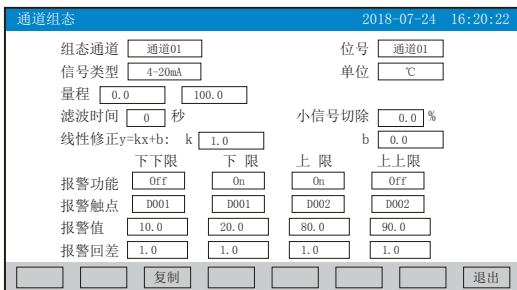 通道组态 2018-07-24 16:20:22
组态通道 通道01 位号 通道01
信号类型 4-20mA 单位 ℃
量程 0.0 100.0
滤波时间 0 秒 小信号切除 0.0 %
线性修正y=kx+b: k 1.0 b 0.0
下下限 下 限 上 限 上上限
报警功能 Off On On Off
报警触点 DO01 DO01 DO02 DO02
报警值 10.0 20.0 80.0 90.0
报警回差 1.0 1.0 1.0 1.0
复制 退出